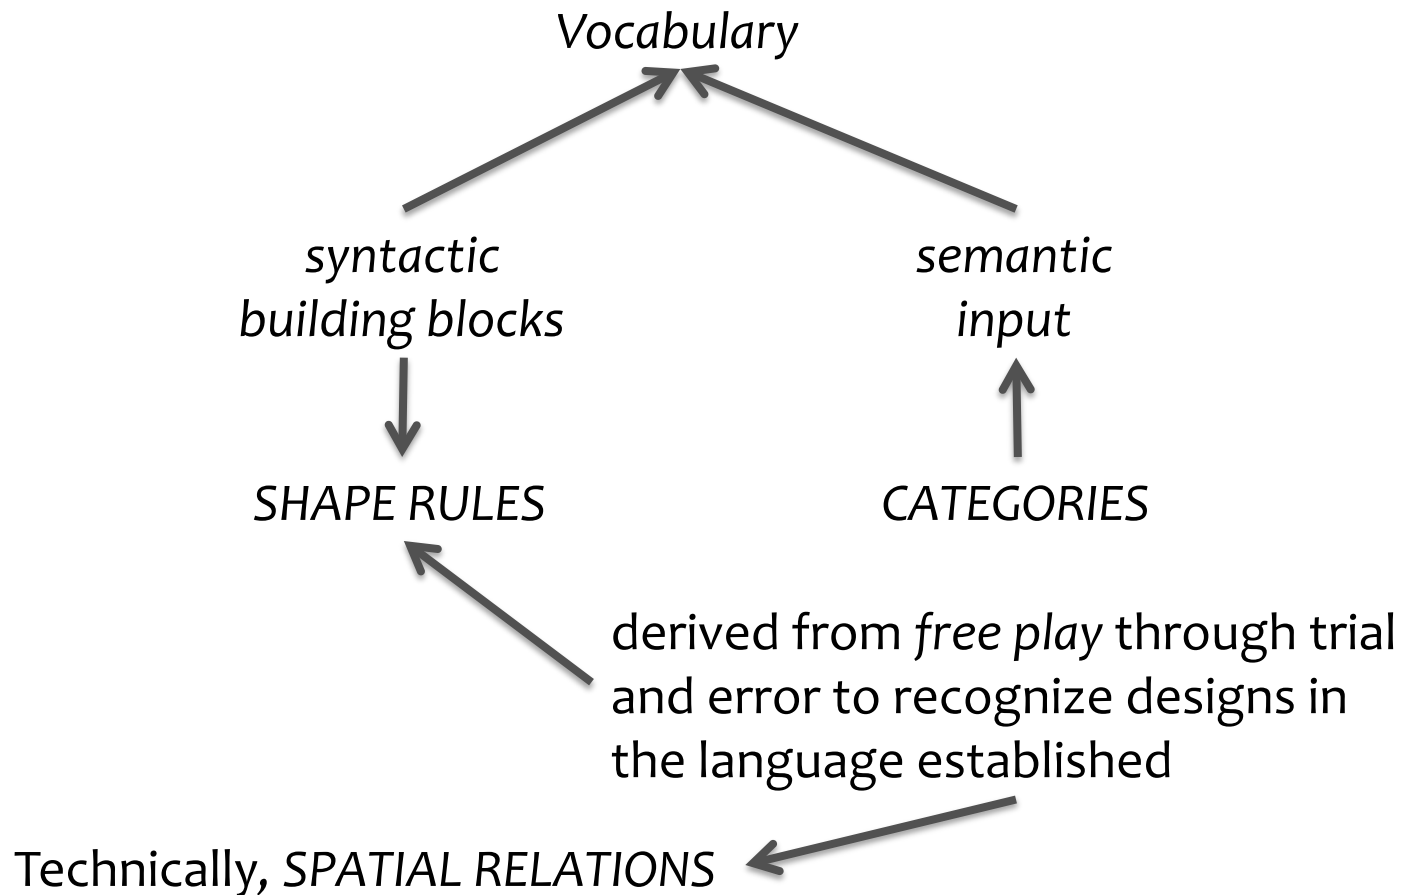 Vocabulary
syntactic
building blocks
semantic
input
SHAPE RULES
CATEGORIES
derived from free play through trial
and error to recognize designs in
the language established
Technically, SPATIAL RELATIONS